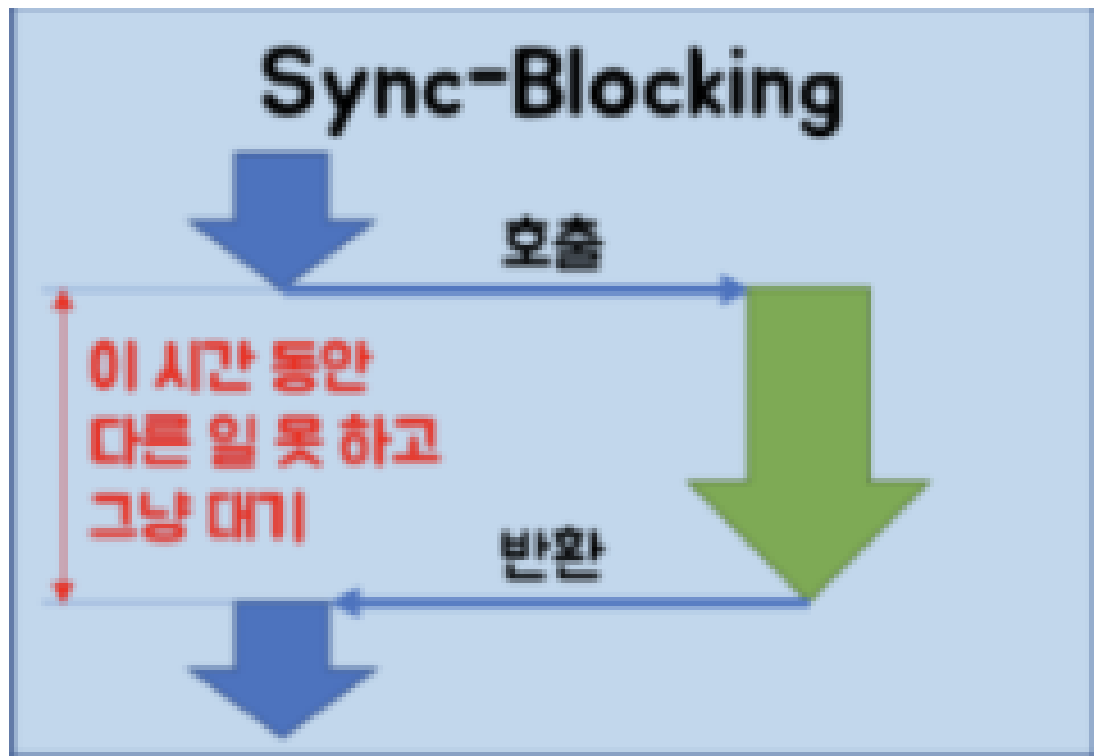 Sync-Blocking
호출
이 시간 동안
다른 일 못 하고
그냥 대기
반환